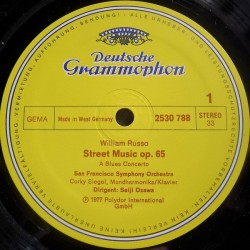 Deutsche
Grammophon
GEMA
Made in West Germany
2530 788
1
STEREO
33
William Russo
Street Music op. 65
A Blues Concerto
San Francisco Symphony Orchestra
Corky Siegel, Mundharmonika/Klavier
Dirigent: Seiji Ozawa
℗ 1977 Polydor International
GmbH